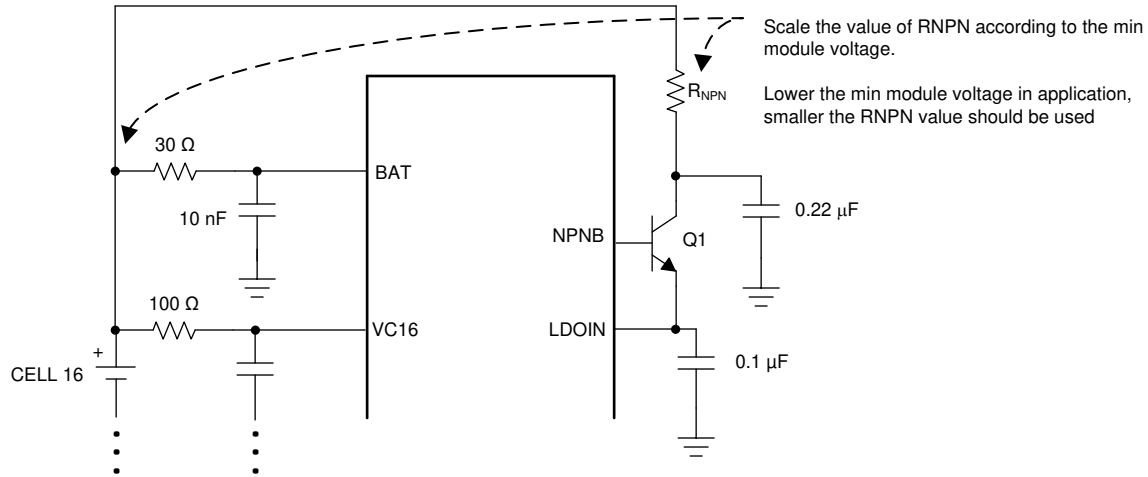 Scale the value of RNPN according to the min
module voltage.
Lower the min module voltage in application,
smaller the RNPN value should be used
RNPN
30 Ω
BAT
10 nF
0.22 μF
NPNB
Q1
100 Ω
VC16
LDOIN
+
CELL 16
0.1 μF